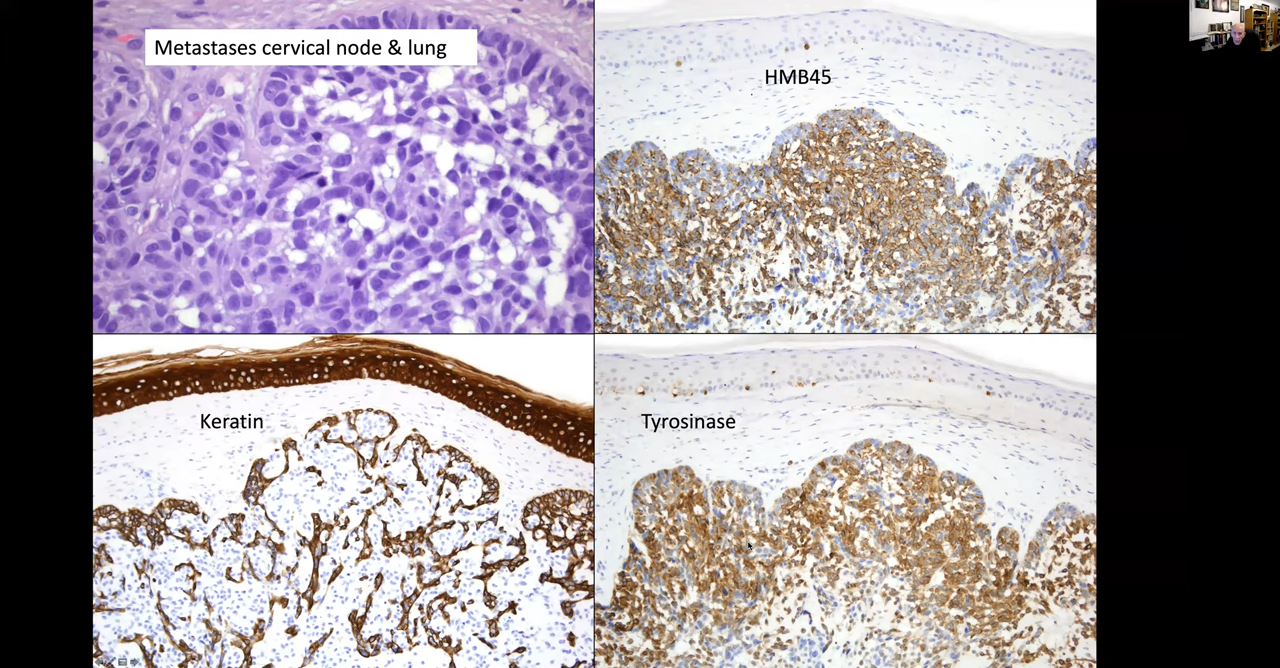 Metastases cervical node & lung
HMB45
Keratin
Tyrosinase